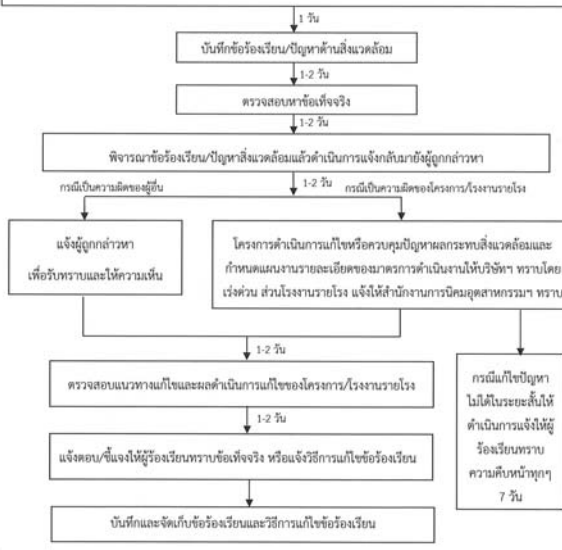 1 วัน
บันทึกข้อร้องเรียน/ปัญหาด้านสิ่งแวดล้อม
1-2 วัน
ตรวจสอบหาข้อเท็จจริง
1-2 วัน
พิจารณาข้อร้องเรียน/ปัญหาสิ่งแวดล้อมแล้วดำเนินการแจ้งกลับมายังผู้ถูกกล่าวหา
1-2 วัน
กรณีเป็นความผิดของผู้อื่น
กรณีเป็นความผิดของโครงการ/โรงงานรายโรง
แจ้งผู้ถูกกล่าวหา
เพื่อรับทราบและให้ความเห็น
โครงการดำเนินการแก้ไขหรือควบคุมปัญหาผลกระทบสิ่งแวดล้อมและ
กำหนดแผนงานรายละเอียดของมาตรการดำเนินงานให้บริษัทฯ ทราบโดย
เร่งด่วน ส่วนโรงงานรายโรง แจ้งให้สำนักงานการนิคมอุตสาหกรรมฯ ทราบ
1-2 วัน
ตรวจสอบแนวทางแก้ไขและผลดำเนินการแก้ไขของโครงการ/โรงงานรายโรง
1-2 วัน
แจ้งตอบ/ชี้แจงให้ผู้ร้องเรียนทราบข้อเท็จจริง หรือแจ้งวิธีการแก้ไขข้อร้องเรียน
บันทึกและจัดเก็บข้อร้องเรียนและวิธีการแก้ไขข้อร้องเรียน
กรณีแก้ไขปัญหา
ไม่ได้ในระยะสั้นให้
ดำเนินการแจ้งให้ผู้
ร้องเรียนทราบ
ความคืบหน้าทุกๆ
7 วัน